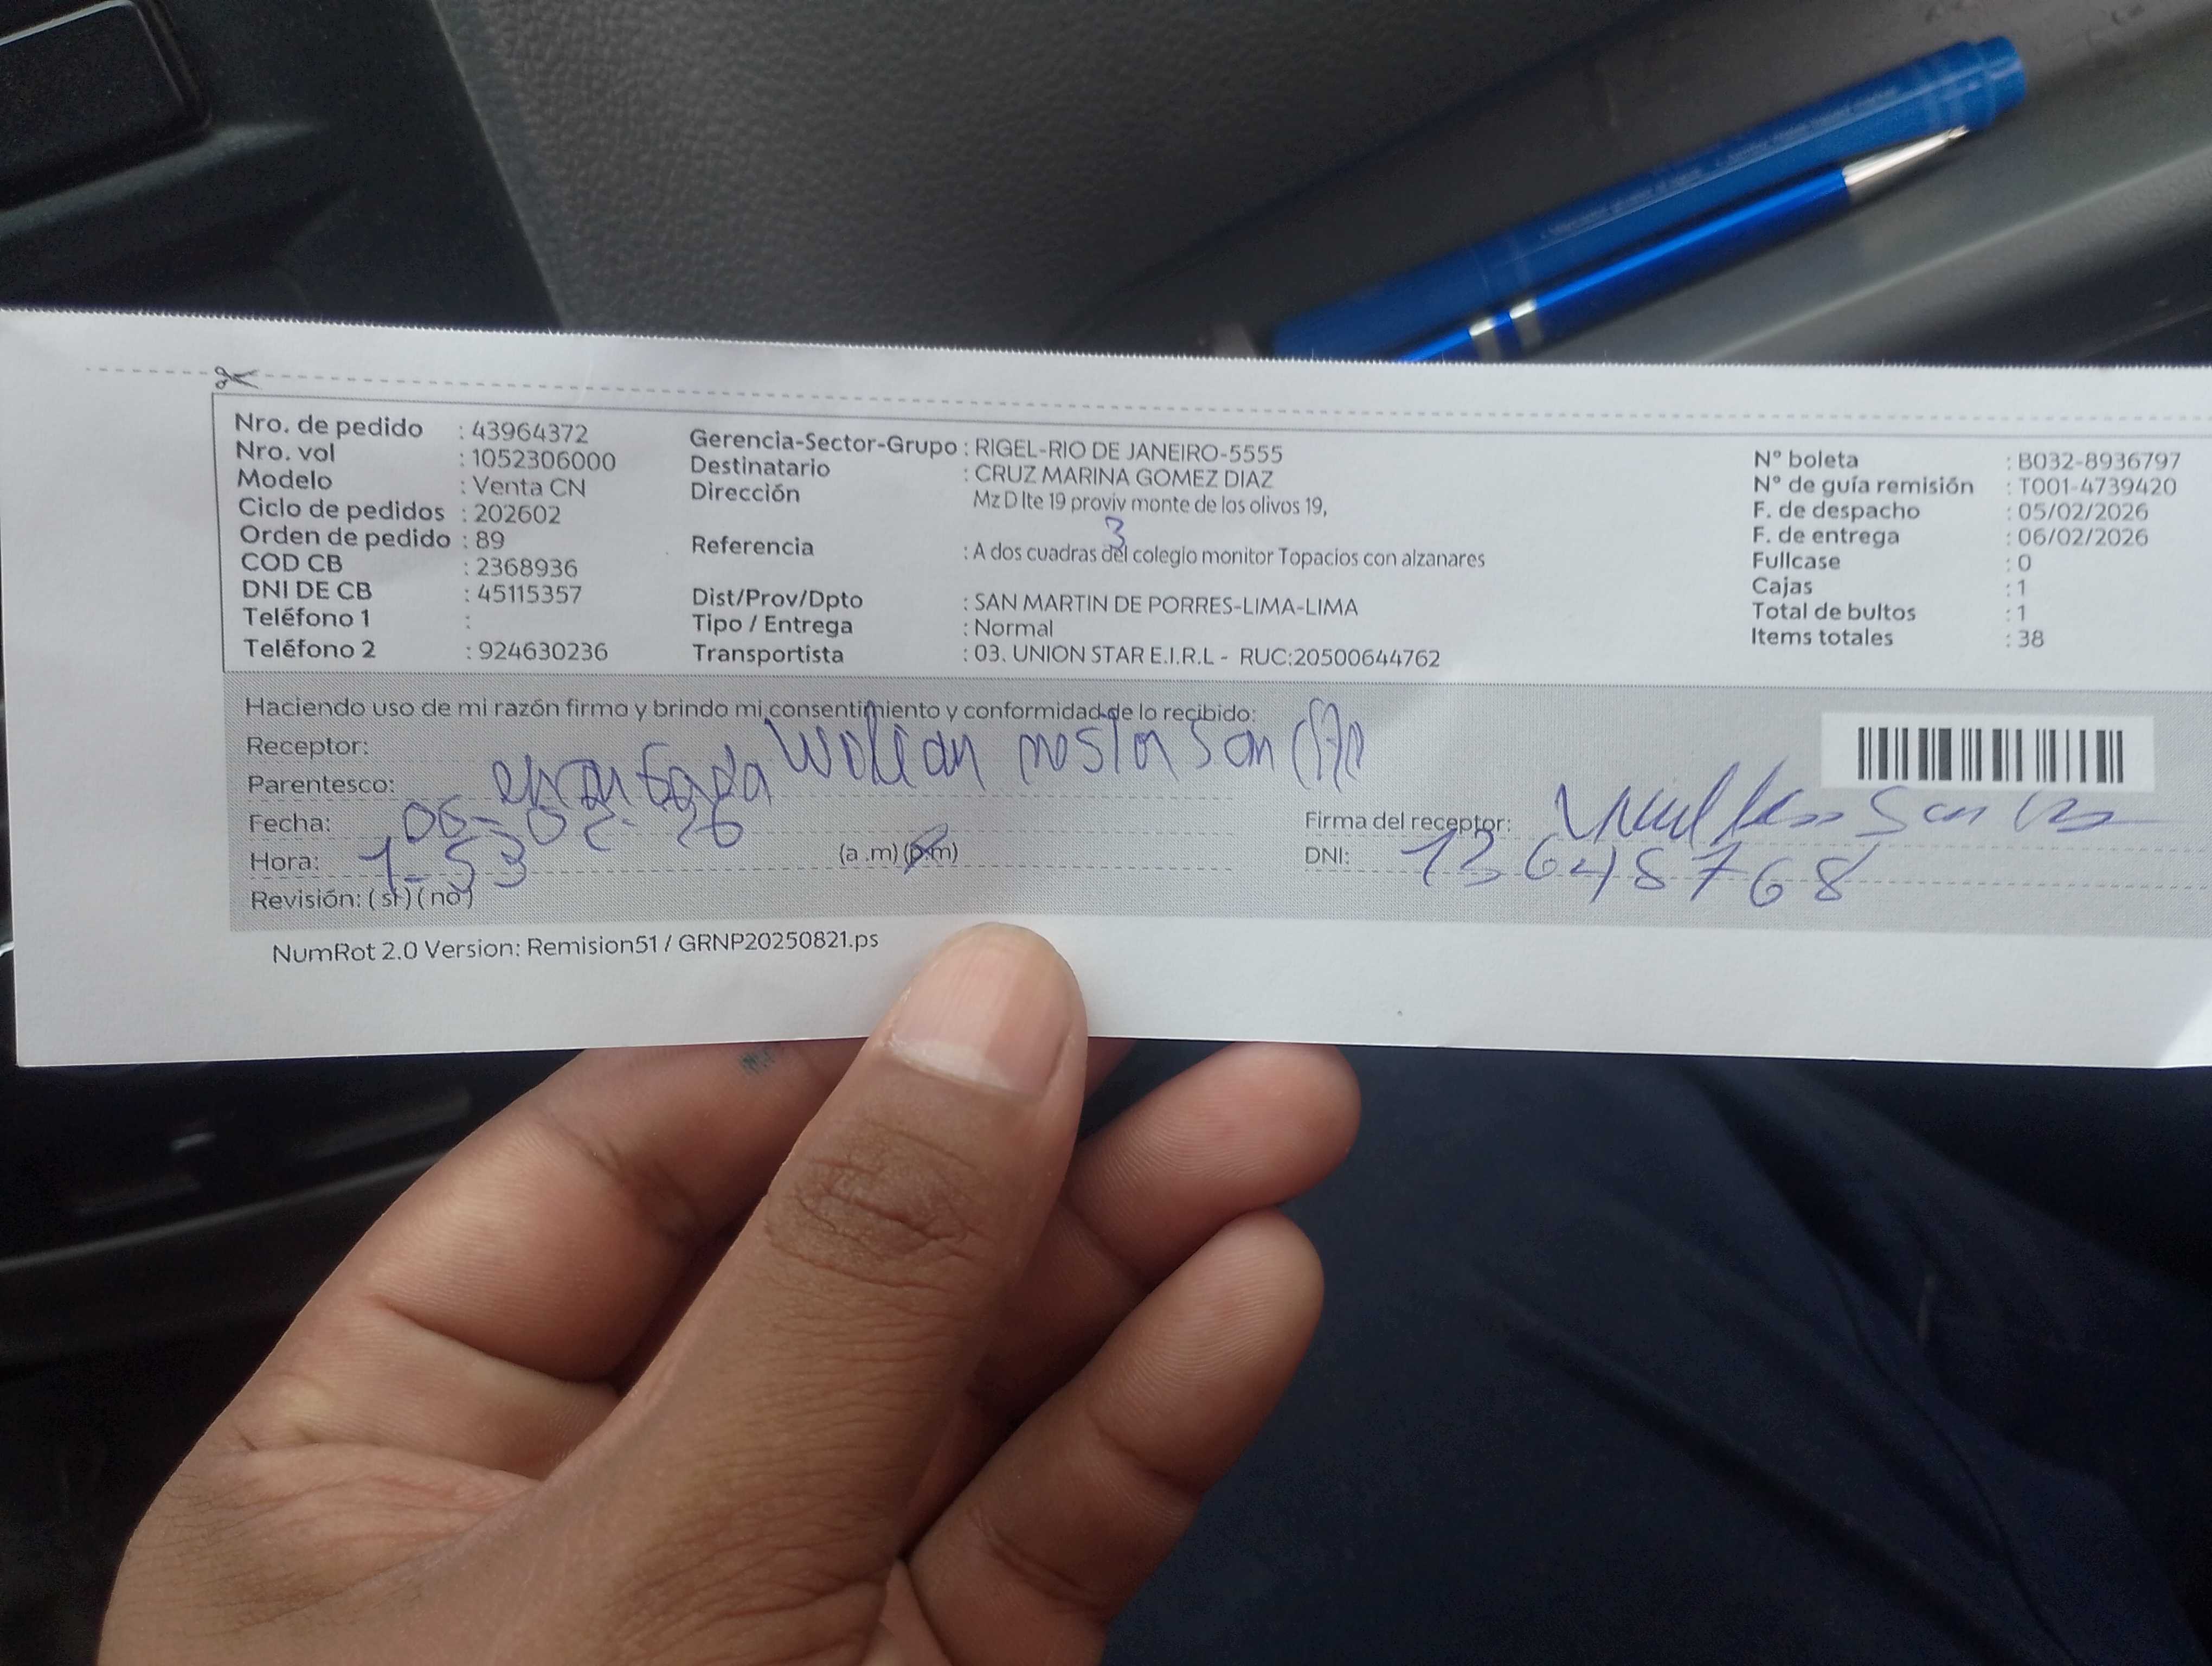 Nro. de pedido : 43964372
Nro. vol : 1052306000
Modelo : Venta CN
Ciclo de pedidos : 202602
Orden de pedido : 89
COD CB : 2368936
DNI DE CB : 45115357
Teléfono 1 :
Teléfono 2 : 924630236
Gerencia-Sector-Grupo : RIGEL-RIO DE JANEIRO-5555
Destinatario : CRUZ MARINA GOMEZ DIAZ
Dirección Mz D lte 19 proviv monte de los olivos 19,
3
Referencia : A dos cuadras del colegio monitor Topacios con alzanares
Dist/Prov/Dpto : SAN MARTIN DE PORRES-LIMA-LIMA
Tipo / Entrega : Normal
Transportista : 03. UNION STAR E.I.R.L - RUC:20500644762
N° boleta : B032-8936797
N° de guía remisión : T001-4739420
F. de despacho : 05/02/2026
F. de entrega : 06/02/2026
Fullcase : 0
Cajas : 1
Total de bultos : 1
Items totales : 38
Haciendo uso de mi razón firmo y brindo mi consentimiento y conformidad de lo recibido:
Receptor:
Parentesco:
Fecha: 06-02-26
Hora: 1-53 (a.m) (p.m)
Revisión: (si) (no)
Firma del receptor:
DNI: 13648768
NumRot 2.0 Version: Remision51 / GRNP20250821.ps